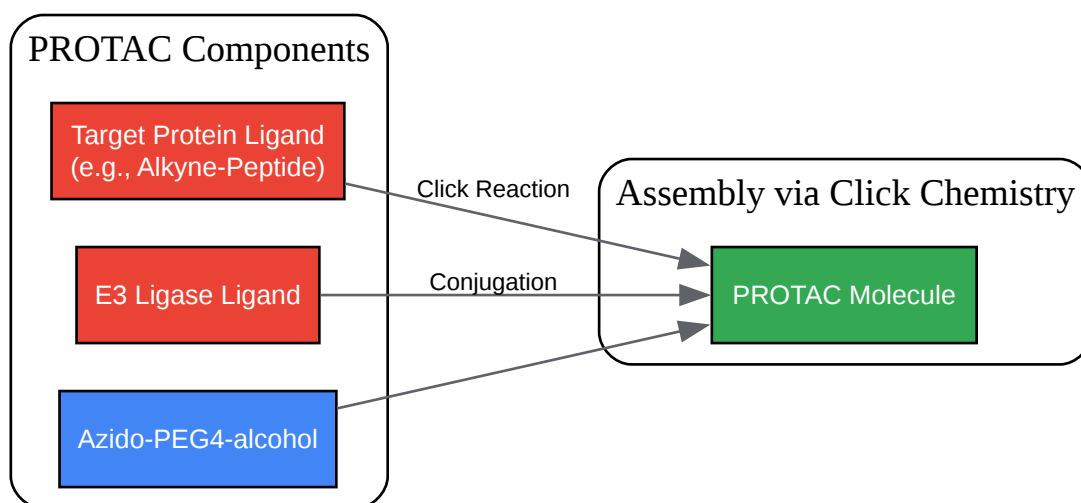 PROTAC Components
Target Protein Ligand
(e.g., Alkyne-Peptide)
Click Reaction
Assembly via Click Chemistry
E3 Ligase Ligand
Conjugation
PROTAC Molecule
Azido-PEG4-alcohol